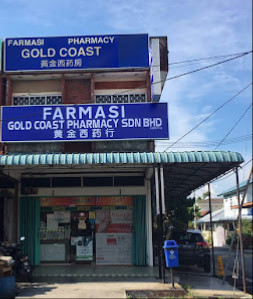 FARMASI PHARMACY
GOLD COAST
黄金西药房
FARMASI
GOLD COAST PHARMACY SDN BHD
黄金西药行